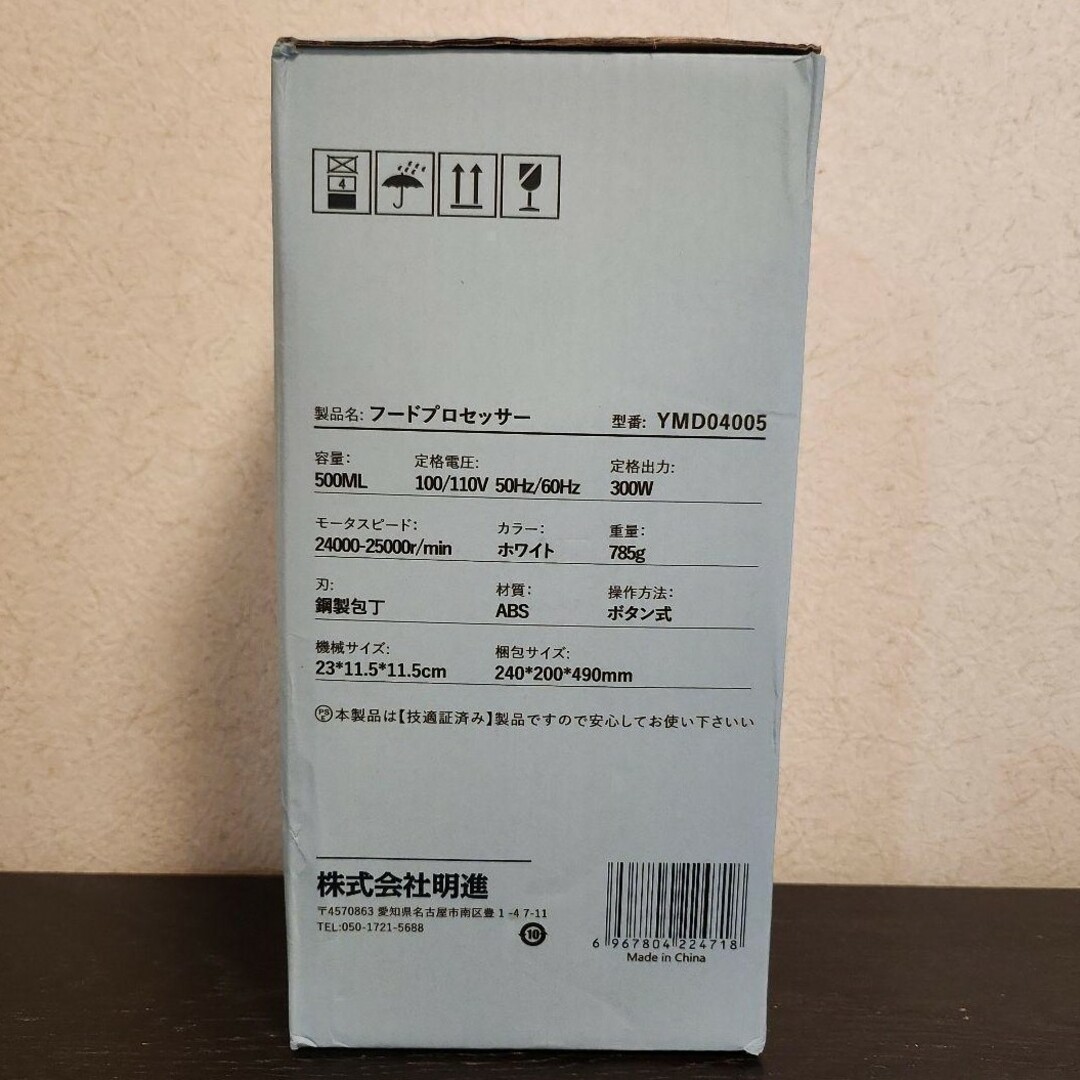 4
製品名: フードプロセッサー 型番: YMD04005
容量: 定格電圧: 定格出力:
500ML 100/110V 50Hz/60Hz 300W
モータスピード: カラー: 重量:
24000-25000r/min ホワイト 785g
刃: 材質: 操作方法:
鋼製包丁 ABS ボタン式
機械サイズ: 梱包サイズ:
23*11.5*11.5cm 240*200*490mm
PSE 本製品は【技適証済み】製品ですので安心してお使い下さいい
株式会社明進
〒4570863 愛知県名古屋市南区豊 1 -4 7-11
TEL:050-1721-5688
10
6 967804 224718
Made in China